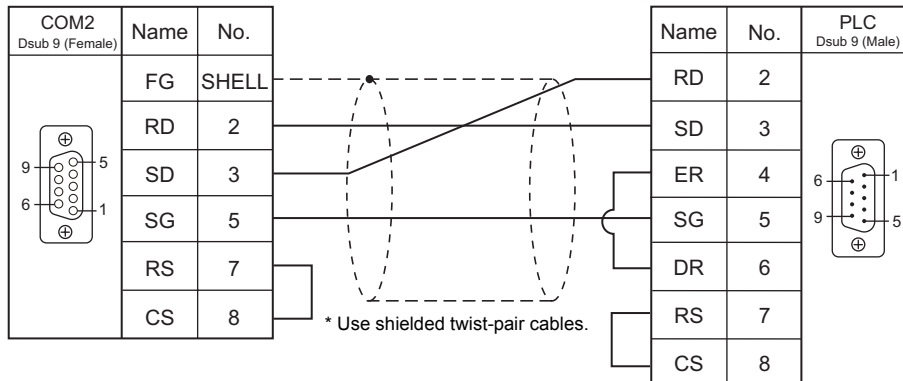 COM2
Dsub 9 (Female)
Name No.
FG SHELL
RD 2
SD 3
SG 5
RS 7
CS 8
9
5
6
1
* Use shielded twist-pair cables.
Name No.
PLC
Dsub 9 (Male)
RD 2
SD 3
ER 4
SG 5
DR 6
RS 7
CS 8
6
1
9
5